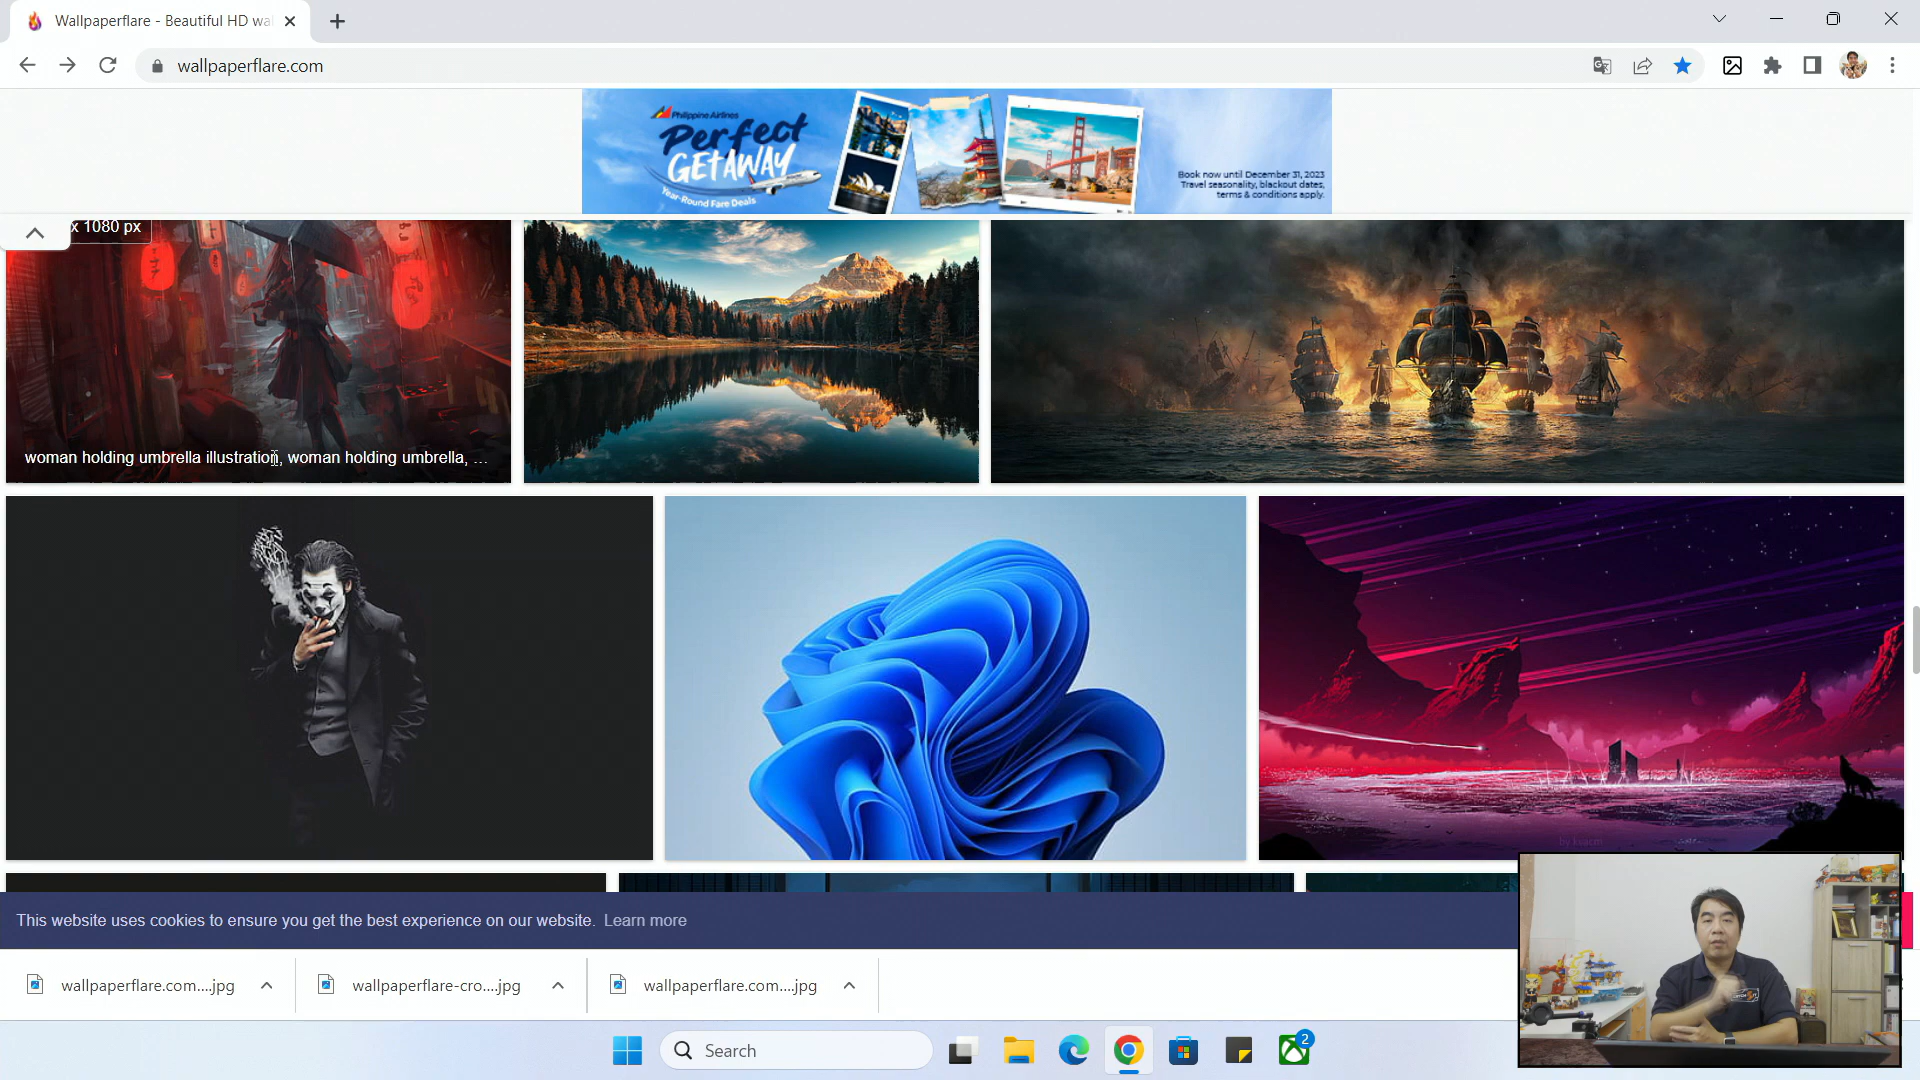 Wallpaperflare - Beautiful HD wa
wallpaperflare.com
Philippine Airlines
Perfect
GETAWAY
Year-Round Fare Deals
Book now until December 31, 2023
Travel seasonality, blackout dates,
terms & conditions apply.
x 1080 px
woman holding umbrella illustration, woman holding umbrella, ...
This website uses cookies to ensure you get the best experience on our website. Learn more
wallpaperflare.com....jpg
wallpaperflare-cro....jpg
wallpaperflare.com....jpg
Search
2